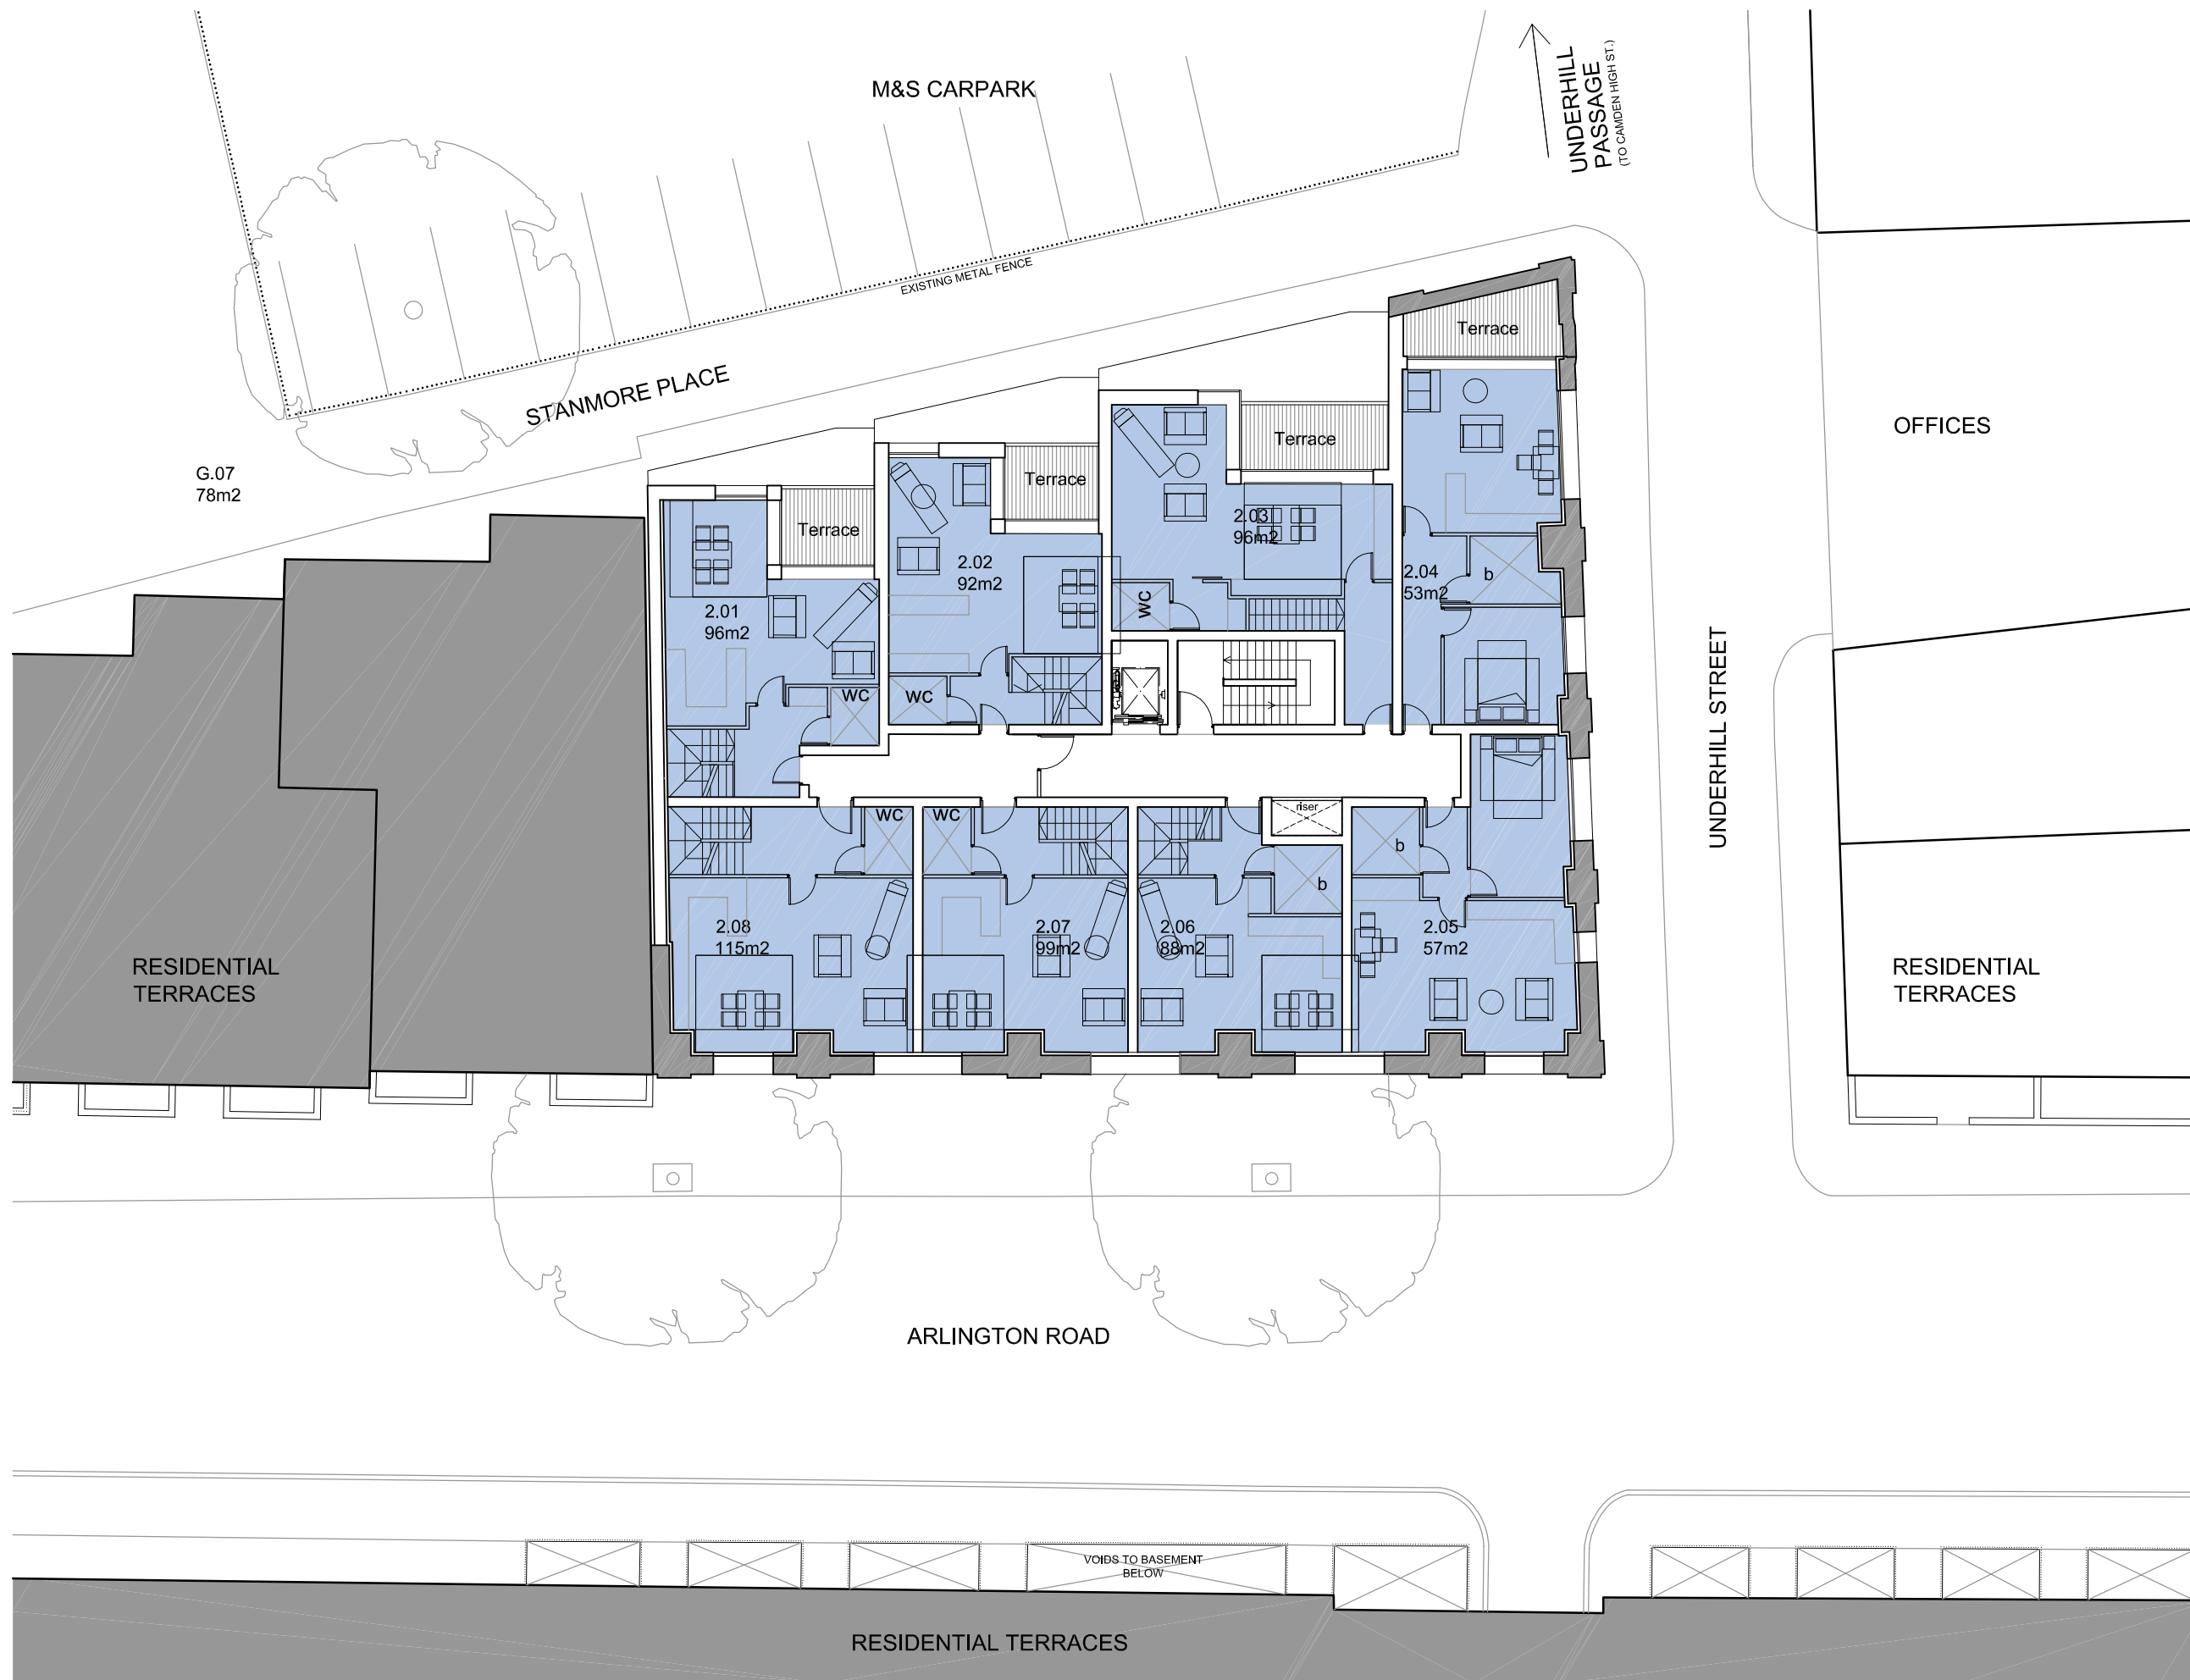 M&S CARPARK
UNDERHILL
PASSAGE
(TO CAMDEN HIGH ST.)
EXISTING METAL FENCE
STANMORE PLACE
G.07
78m2
OFFICES
Terrace
Terrace
Terrace
Terrace
2.01
96m2
WC
2.02
92m2
WC
2.03
96m2
WC
2.04
53m2
b
UNDERHILL STREET
riser
WC
WC
b
b
2.08
115m2
2.07
99m2
2.06
88m2
2.05
57m2
RESIDENTIAL
TERRACES
RESIDENTIAL
TERRACES
ARLINGTON ROAD
VOIDS TO BASEMENT
BELOW
RESIDENTIAL TERRACES